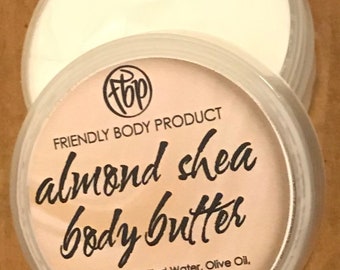 fbp
FRIENDLY BODY PRODUCT
almond shea
body butter
Water, Olive Oil,